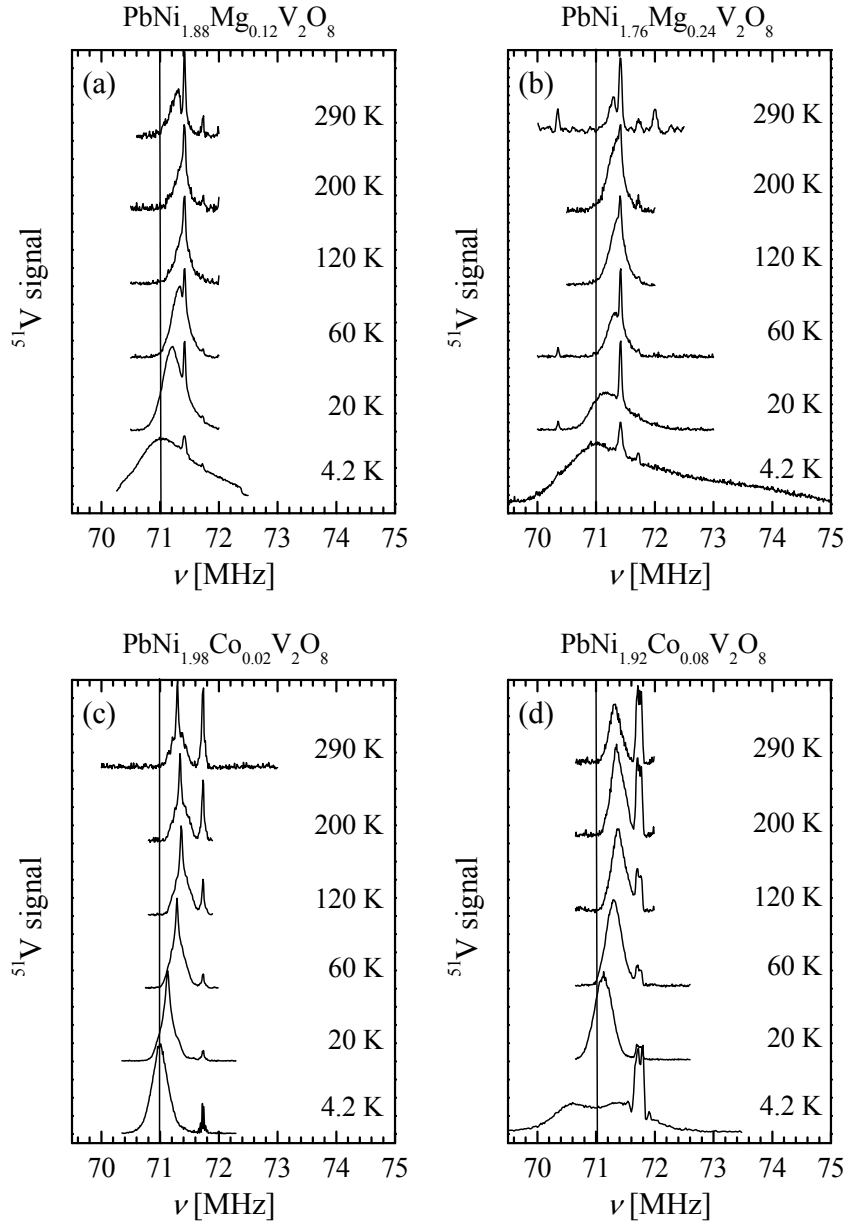 PbNi₁.₈₈Mg₀.₁₂V₂O₈
(a)
290 K
200 K
120 K
60 K
20 K
4.2 K
⁵¹V signal
70 71 72 73 74 75
ν [MHz]
PbNi₁.₇₆Mg₀.₂₄V₂O₈
(b)
290 K
200 K
120 K
60 K
20 K
4.2 K
⁵¹V signal
70 71 72 73 74 75
ν [MHz]
PbNi₁.₉₈Co₀.₀₂V₂O₈
(c)
290 K
200 K
120 K
60 K
20 K
4.2 K
⁵¹V signal
70 71 72 73 74 75
ν [MHz]
PbNi₁.₉₂Co₀.₀₈V₂O₈
(d)
290 K
200 K
120 K
60 K
20 K
4.2 K
⁵¹V signal
70 71 72 73 74 75
ν [MHz]